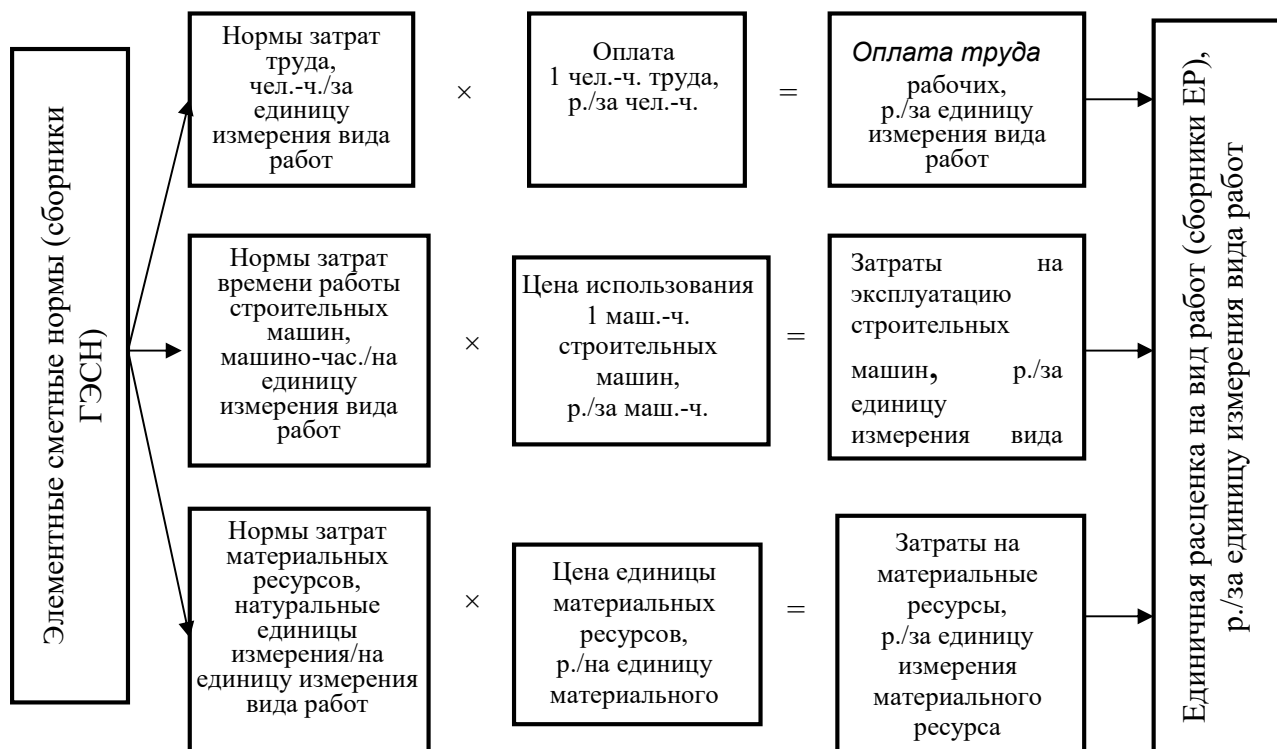 Элементные сметные нормы (сборники
ГЭСН)
Нормы затрат
труда,
чел.-ч./за
единицу
измерения вида
работ
×
Оплата
1 чел.-ч. труда,
р./за чел.-ч.
=
Оплата труда
рабочих,
р./за единицу
измерения вида
работ
Нормы затрат
времени работы
строительных
машин,
машино-час./на
единицу
измерения вида
работ
×
Цена использования
1 маш.-ч.
строительных
машин,
р./за маш.-ч.
=
Затраты на
эксплуатацию
строительных
машин, р./за
единицу
измерения вида
Нормы затрат
материальных
ресурсов,
натуральные
единицы
измерения/на
единицу измерения
вида работ
×
Цена единицы
материальных
ресурсов,
р./на единицу
материального
=
Затраты на
материальные
ресурсы,
р./за единицу
измерения
материального
ресурса
Единичная расценка на вид работ (сборники ЕР),
р./за единицу измерения вида работ